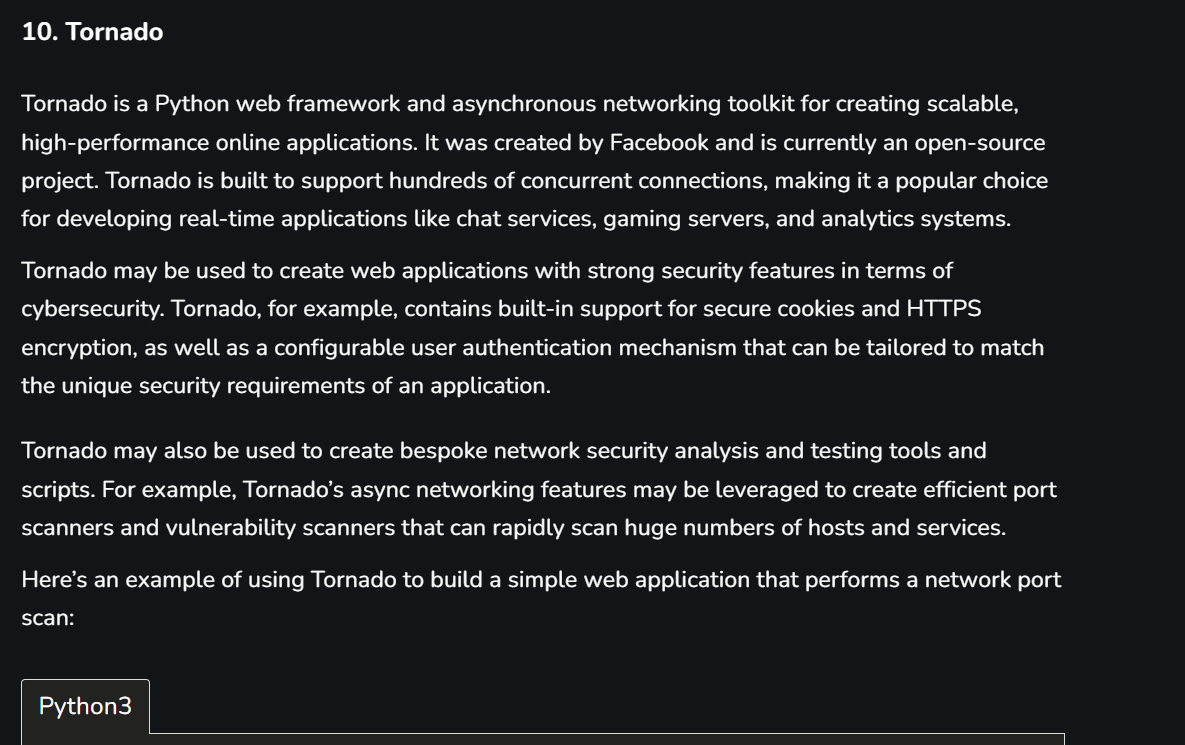 10. Tornado
Tornado is a Python web framework and asynchronous networking toolkit for creating scalable,
high-performance online applications. It was created by Facebook and is currently an open-source
project. Tornado is built to support hundreds of concurrent connections, making it a popular choice
for developing real-time applications like chat services, gaming servers, and analytics systems.
Tornado may be used to create web applications with strong security features in terms of
cybersecurity. Tornado, for example, contains built-in support for secure cookies and HTTPS
encryption, as well as a configurable user authentication mechanism that can be tailored to match
the unique security requirements of an application.
Tornado may also be used to create bespoke network security analysis and testing tools and
scripts. For example, Tornado’s async networking features may be leveraged to create efficient port
scanners and vulnerability scanners that can rapidly scan huge numbers of hosts and services.
Here’s an example of using Tornado to build a simple web application that performs a network port
scan:
Python3